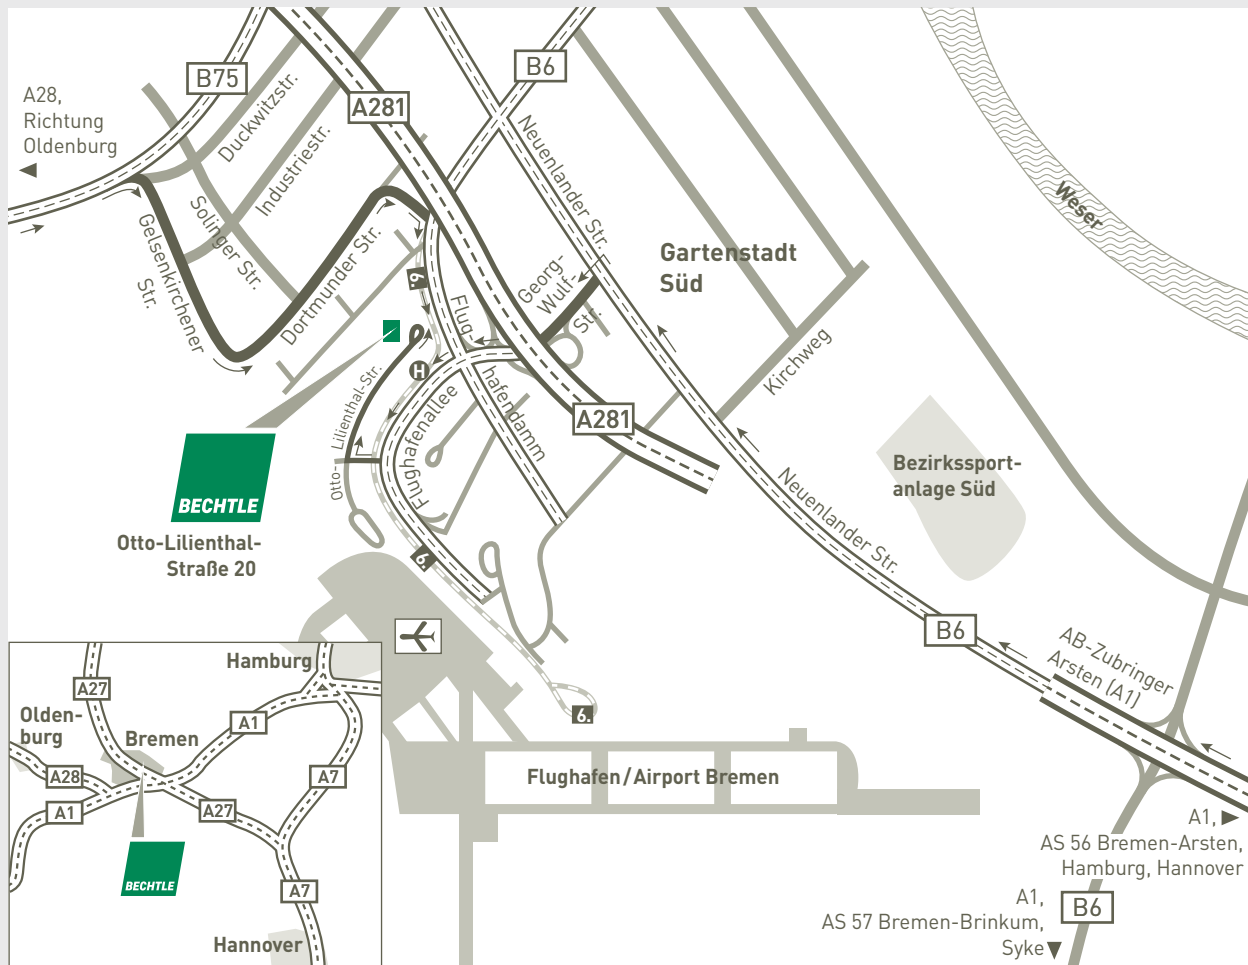 A28,
Richtung
Oldenburg
B75
Duckwitzstr.
A281
B6
Industriestr.
Solinger Str.
Gelsenkirchener
Str.
Dortmunder Str.
Neuenlander Str.
Georg-
Wulf-
Str.
Gartenstadt
Süd
Weser
6.
Flug-
hafendamm
H
Kirchweg
Otto-
Lilienthal-Str.
Flughafenallee
A281
BECHTLE
Otto-Lilienthal-
Straße 20
6.
Bezirkssport-
anlage Süd
Neuenlander Str.
B6
AB-Zubringer
Arsten (A1)
6.
Flughafen/Airport Bremen
A1,
AS 56 Bremen-Arsten,
Hamburg, Hannover
A1,
AS 57 Bremen-Brinkum,
Syke
B6
Hamburg
A27
Olden-
burg
Bremen
A1
A28
A7
A1
A27
BECHTLE
A7
Hannover